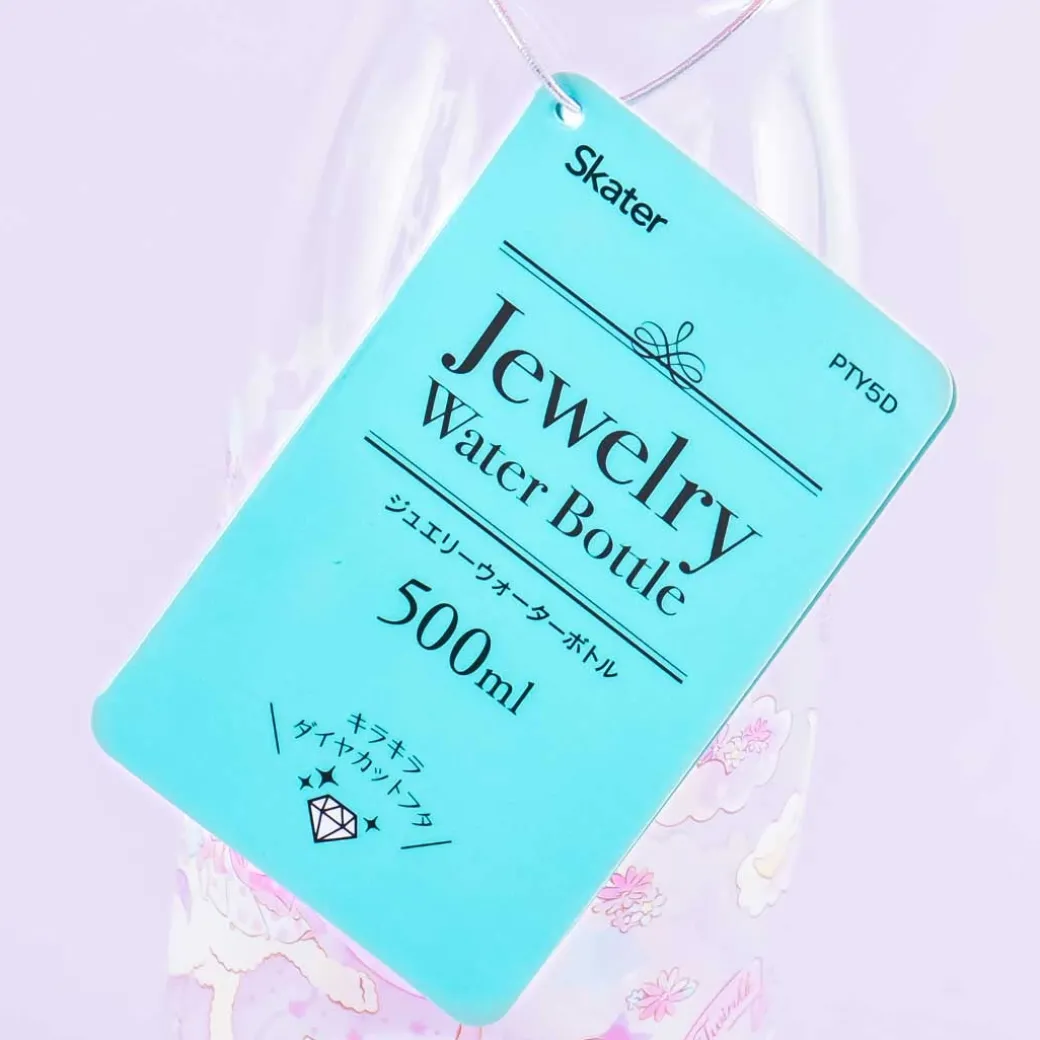 Skater
PTY5D
Jewelry
Water Bottle
ジュエリーウォーターボトル
500ml
キラキラ
ダイヤカットフタ